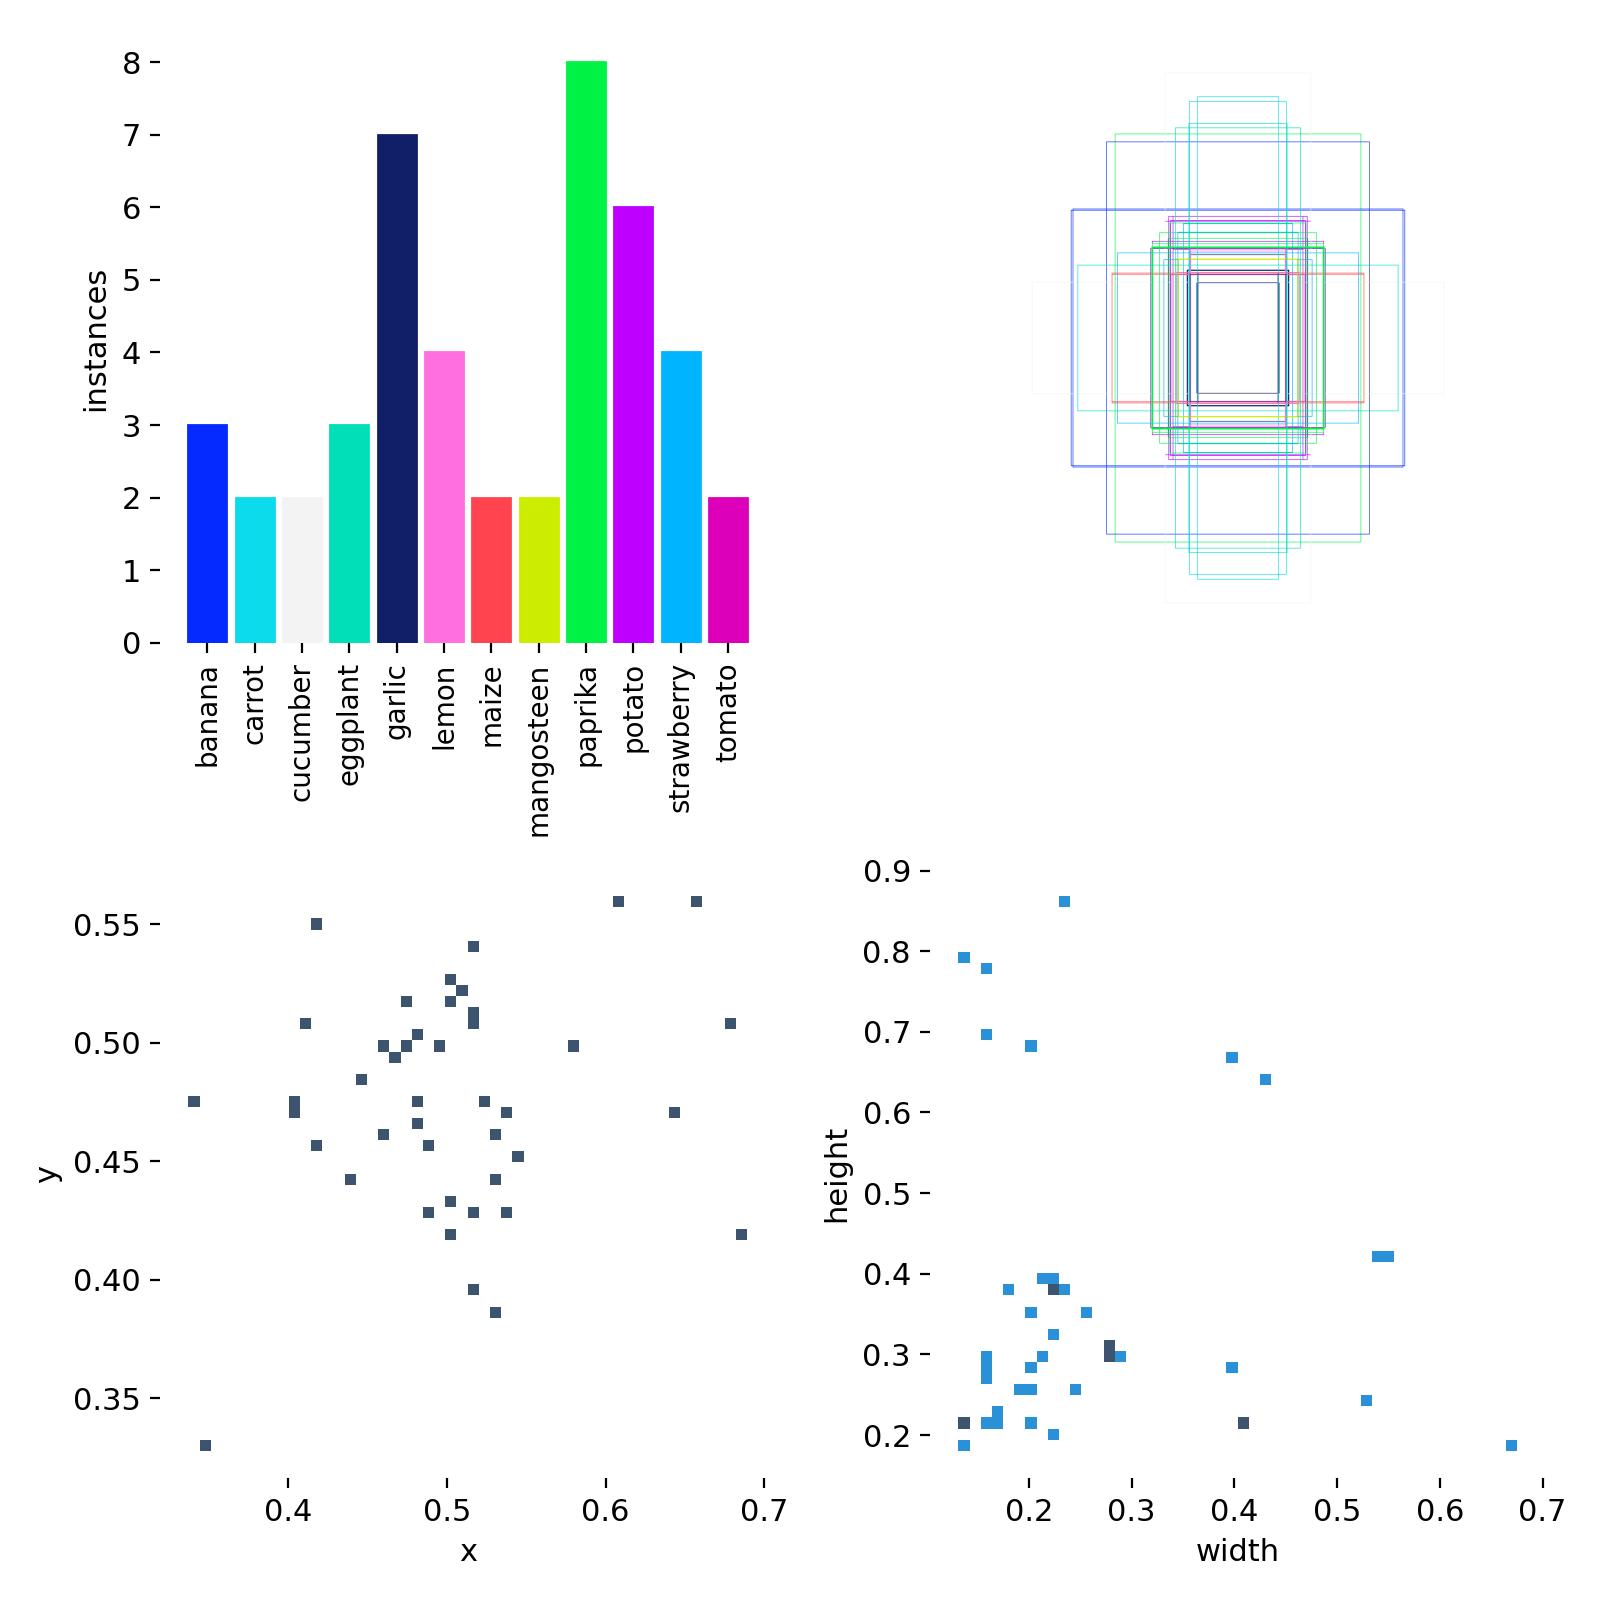 8
7
6
5
4
3
2
1
0
instances
banana
carrot
cucumber
eggplant
garlic
lemon
maize
mangosteen
paprika
potato
strawberry
tomato
0.55
0.50
0.45
0.40
0.35
y
0.4 0.5 0.6 0.7
x
0.9
0.8
0.7
0.6
0.5
0.4
0.3
0.2
height
0.2 0.3 0.4 0.5 0.6 0.7
width